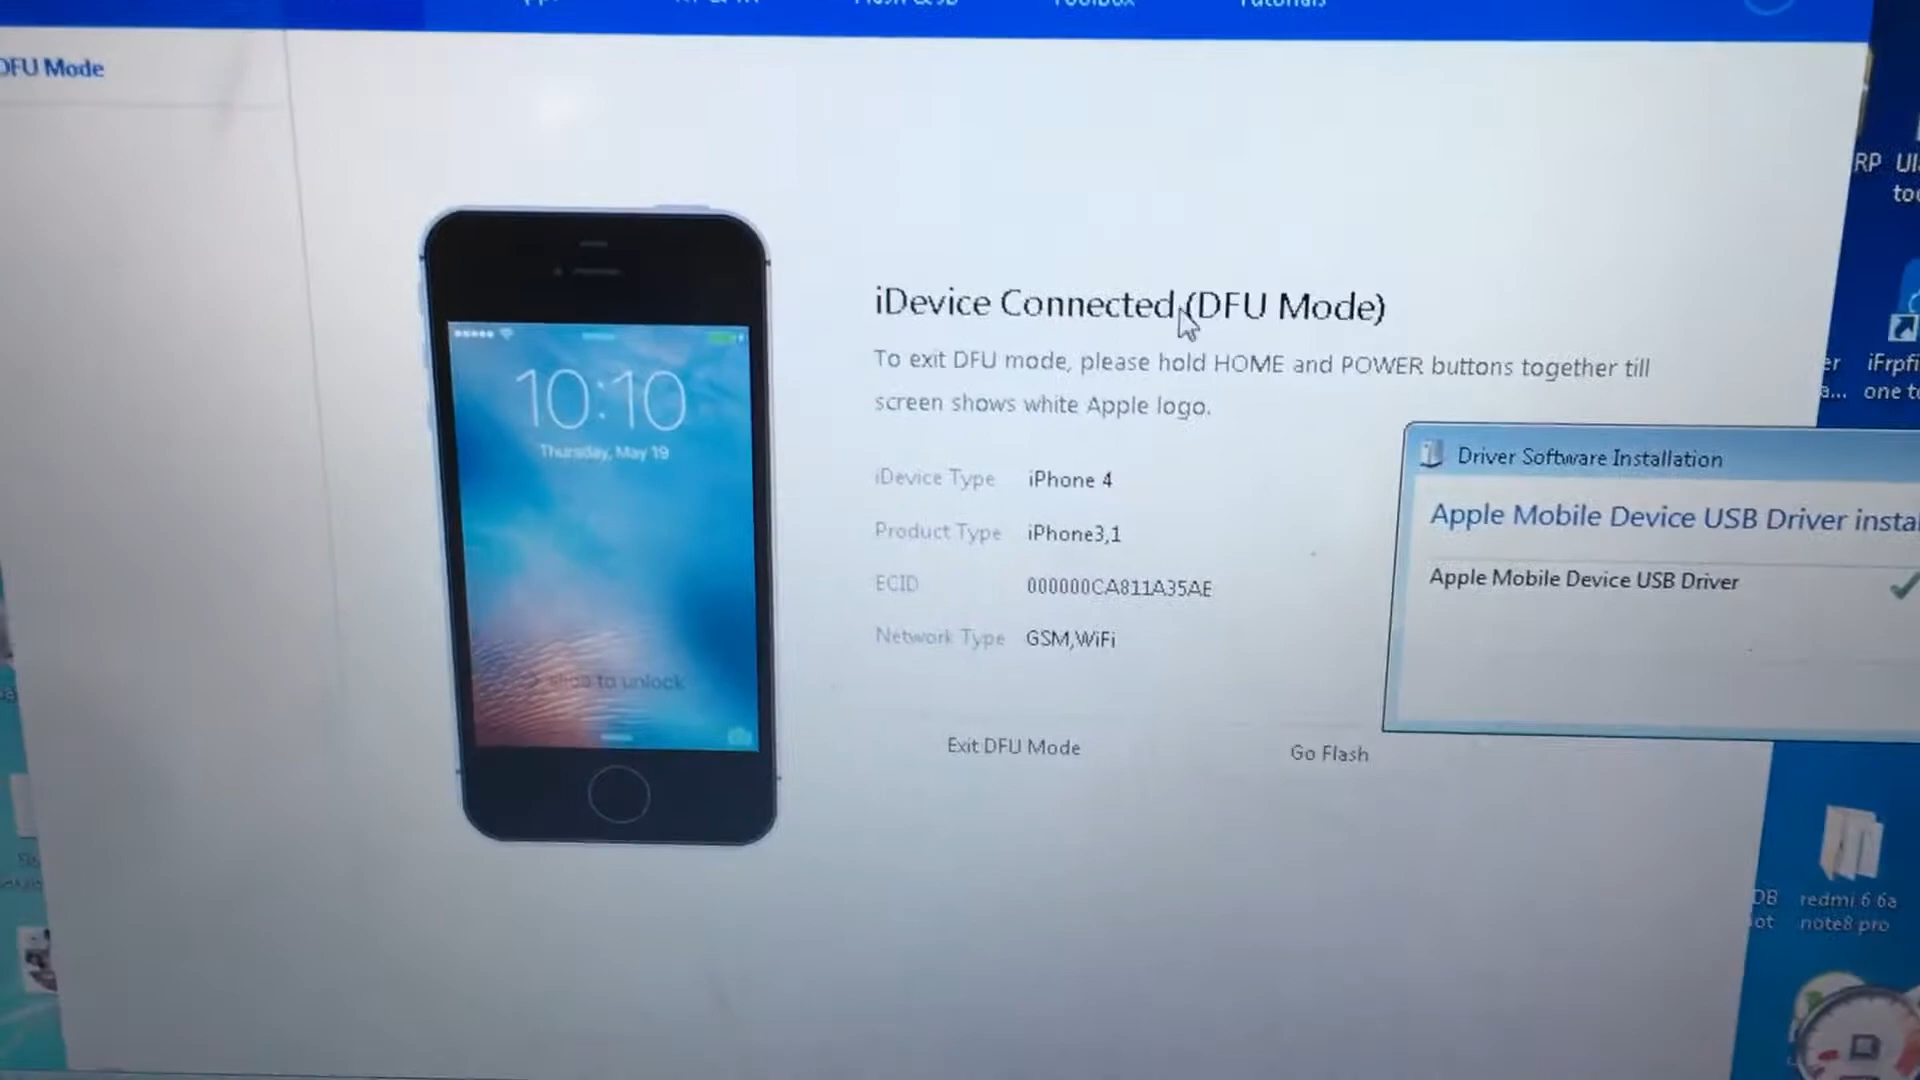 Toolbox
Tutorials
DFU Mode
iDevice Connected (DFU Mode)
To exit DFU mode, please hold HOME and POWER buttons together till
screen shows white Apple logo.
iDevice Type iPhone 4
Product Type iPhone3,1
ECID 000000CA811A35AE
Network Type GSM,WiFi
Exit DFU Mode
Go Flash
10:10
Thursday, May 19
slide to unlock
Driver Software Installation
Apple Mobile Device USB Driver
Apple Mobile Device USB Driver
RP
redmi 6 6a
note8 pro